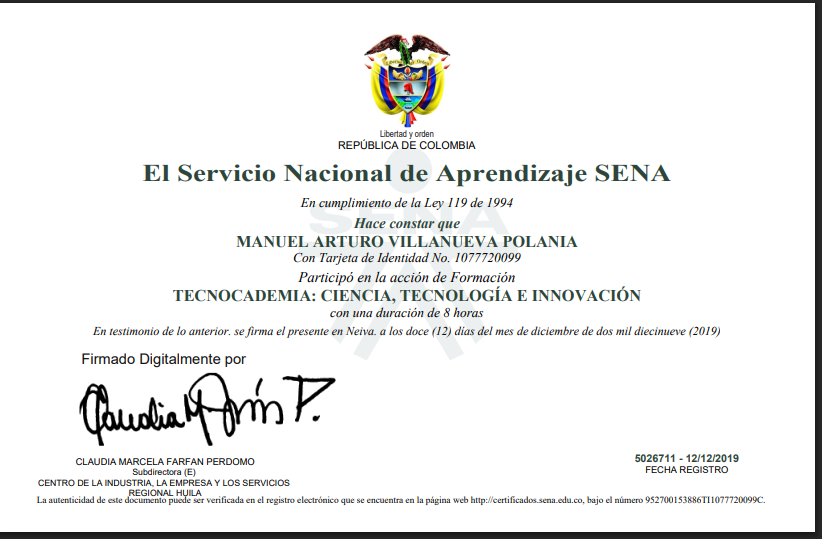 Libertad y orden
REPÚBLICA DE COLOMBIA
El Servicio Nacional de Aprendizaje SENA
En cumplimiento de la Ley 119 de 1994
SENA
Hace constar que
MANUEL ARTURO VILLANUEVA POLANIA
Con Tarjeta de Identidad No. 1077720099
Participó en la acción de Formación
TECNOCADEMIA: CIENCIA, TECNOLOGÍA E INNOVACIÓN
con una duración de 8 horas
En testimonio de lo anterior. se firma el presente en Neiva. a los doce (12) días del mes de diciembre de dos mil diecinueve (2019)
Firmado Digitalmente por
Claudia M
CLAUDIA MARCELA FARFAN PERDOMO
Subdirectora (E)
CENTRO DE LA INDUSTRIA, LA EMPRESA Y LOS SERVICIOS
REGIONAL HUILA
5026711 - 12/12/2019
FECHA REGISTRO
La autenticidad de este documento puede ser verificada en el registro electrónico que se encuentra en la página web http://certificados.sena.edu.co, bajo el número 952700153886TI1077720099C.